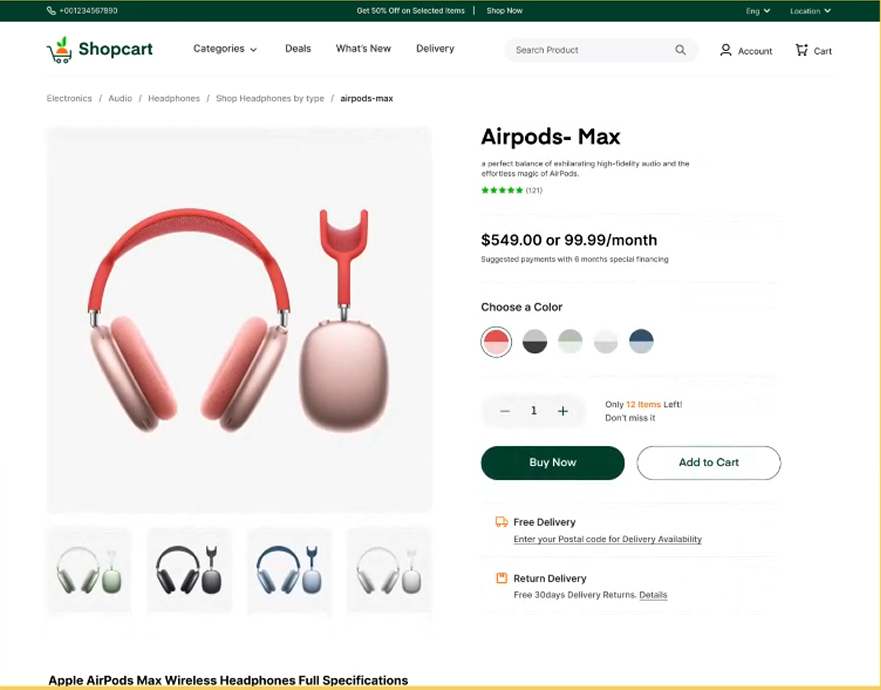 +001234567890
Get 50% Off on Selected Items | Shop Now
Eng
Location
Shopcart
Categories
Deals
What's New
Delivery
Search Product
Account
Cart
Electronics / Audio / Headphones / Shop Headphones by type / airpods-max
Airpods- Max
a perfect balance of exhilarating high-fidelity audio and the
effortless magic of AirPods.
(121)
$549.00 or 99.99/month
Suggested payments with 6 months special financing
Choose a Color
1
Only 12 Items Left!
Don't miss it
Buy Now
Add to Cart
Free Delivery
Enter your Postal code for Delivery Availability
Return Delivery
Free 30days Delivery Returns. Details
Apple AirPods Max Wireless Headphones Full Specifications